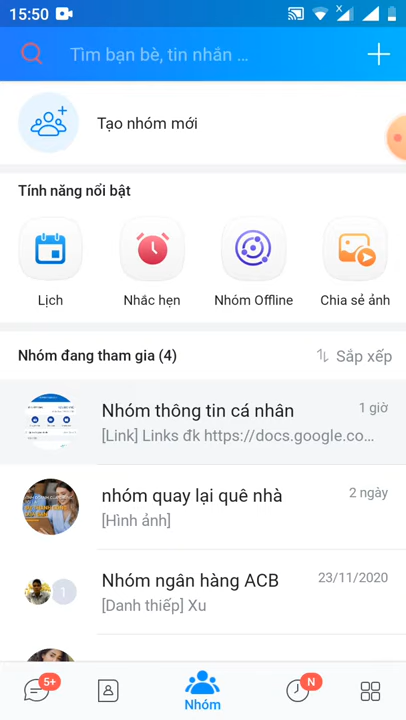 15:50
Tìm bạn bè, tin nhắn ...
Tạo nhóm mới
Tính năng nổi bật
Lịch
Nhắc hẹn
Nhóm Offline
Chia sẻ ảnh
Nhóm đang tham gia (4)
Sắp xếp
Nhóm thông tin cá nhân
1 giờ
[Link] Links đk https://docs.google.co...
nhóm quay lại quê nhà
2 ngày
[Hình ảnh]
Nhóm ngân hàng ACB
23/11/2020
1
[Danh thiếp] Xu
5+
N
Nhóm